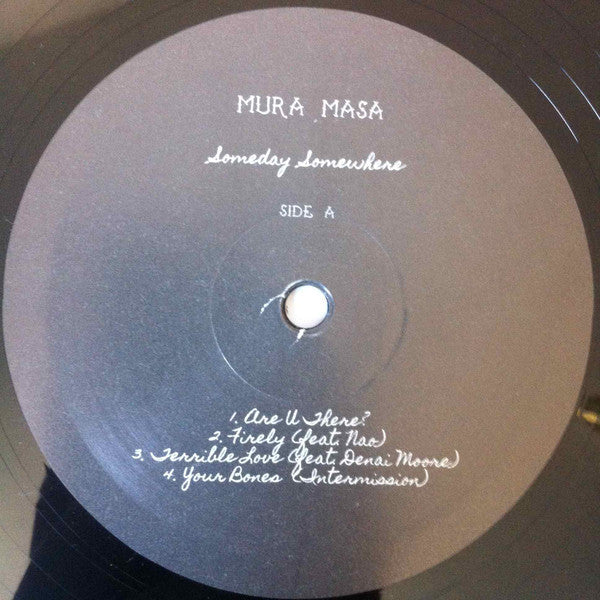 MURA MASA
Someday Somewhere
SIDE A
1. Are U There?
2. Firely (feat. Nao)
3. Terrible Love (feat. Denai Moore)
4. Your Bones (Intermission)